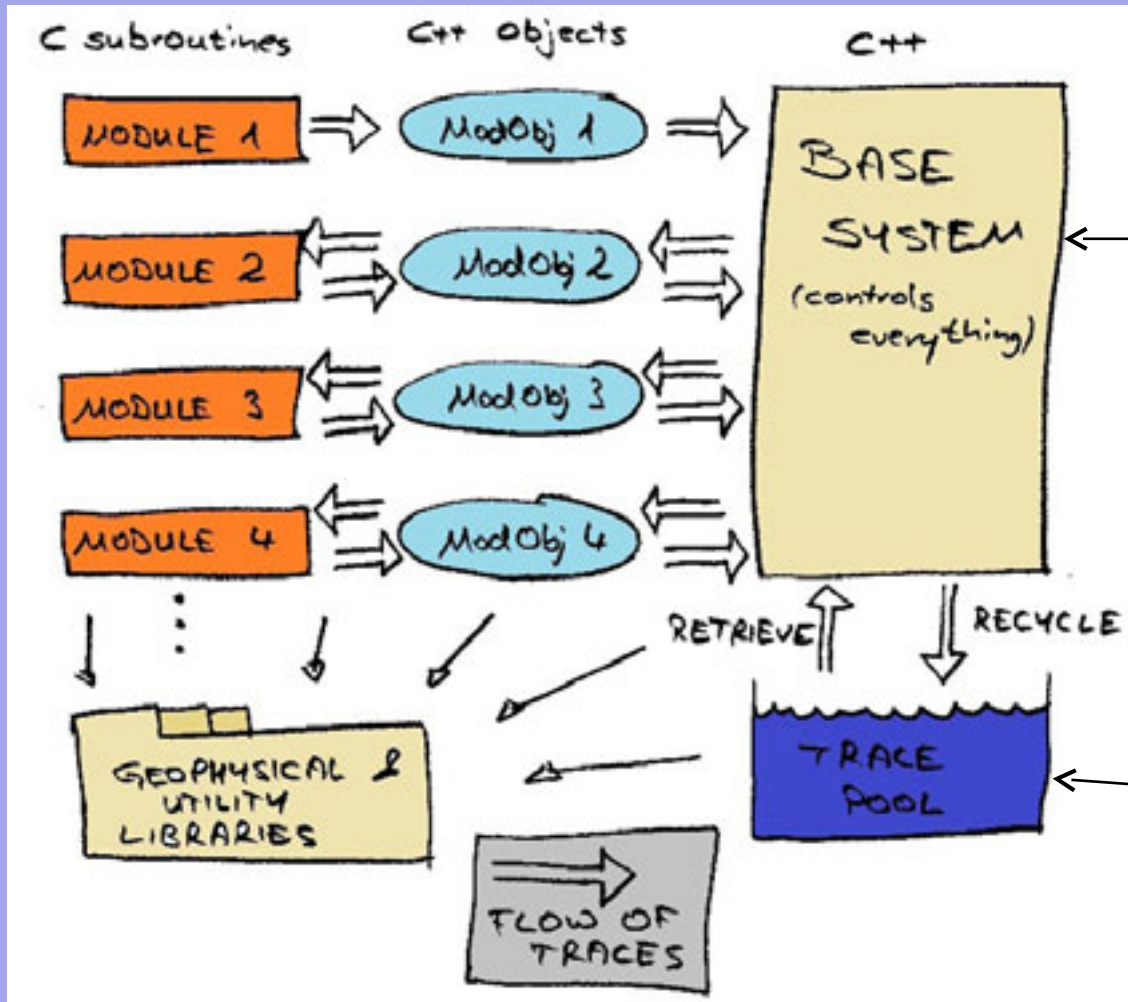 C subroutines
C++ Objects
C++
MODULE 1
ModObj 1
BASE
SYSTEM
(controls
everything)
MODULE 2
ModObj 2
MODULE 3
ModObj 3
MODULE 4
ModObj 4
RETRIEVE
RECYCLE
GEOPHYSICAL &
UTILITY
LIBRARIES
TRACE
POOL
FLOW OF
TRACES